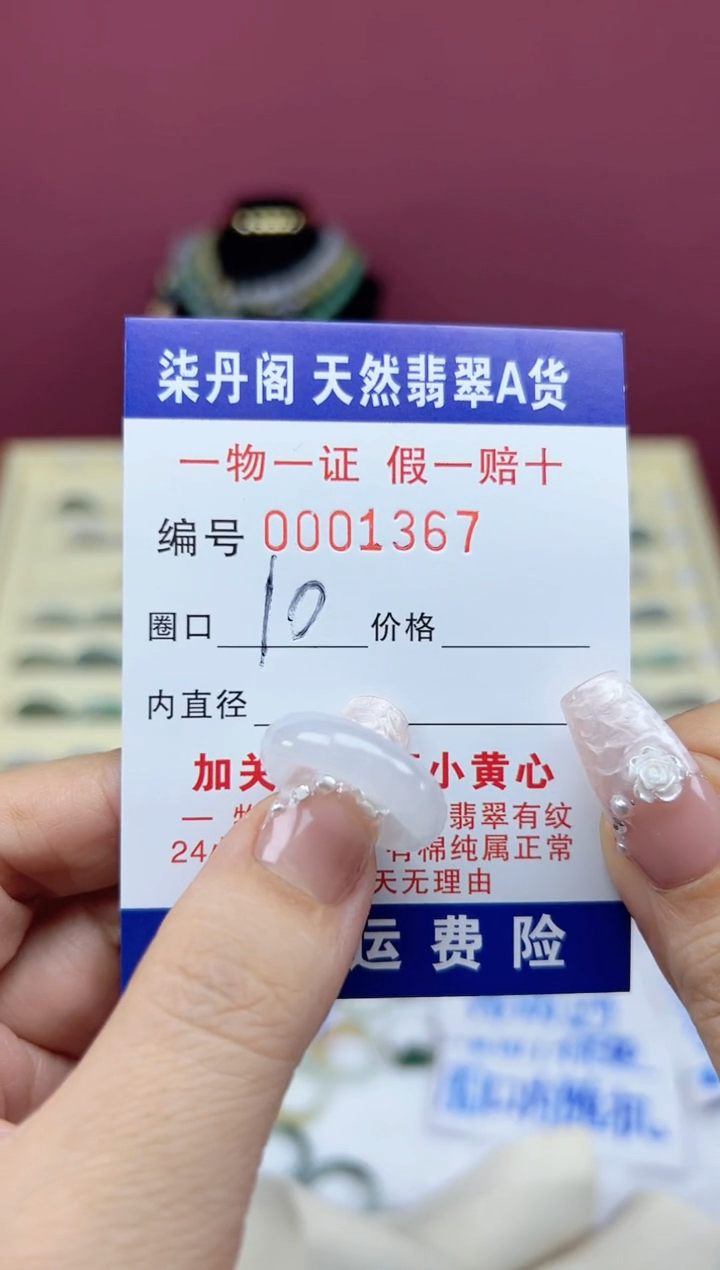 柒丹阁 天然翡翠A货
一物一证 假一赔十
编号 0001367
圈口 10 价格
内直径
加关 小黄心
一 翡翠有纹
24 有棉纯属正常
天无理由
运费险